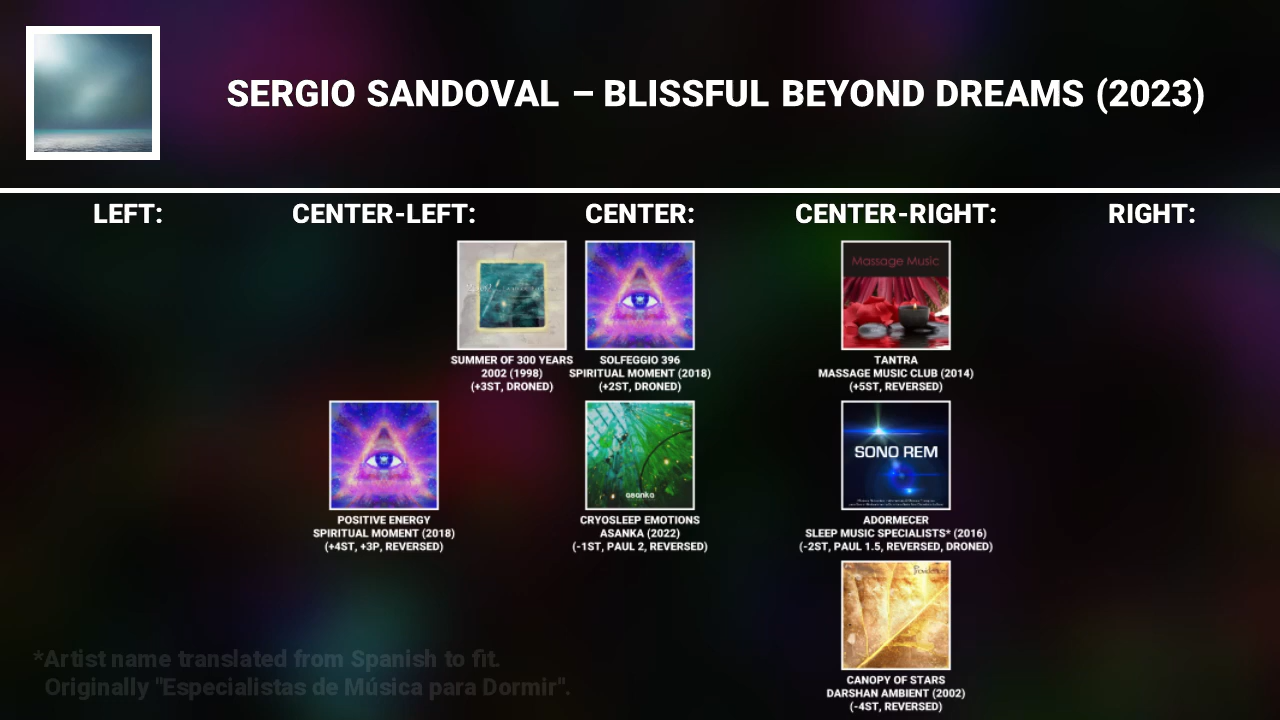 SERGIO SANDOVAL – BLISSFUL BEYOND DREAMS (2023)
LEFT:
CENTER-LEFT:
CENTER:
CENTER-RIGHT:
RIGHT:
SUMMER OF 300 YEARS
2002 (1998)
(+3ST, DRONED)
SOLFEGGIO 396
SPIRITUAL MOMENT (2018)
(+2ST, DRONED)
Massage Music
TANTRA
MASSAGE MUSIC CLUB (2014)
(+5ST, REVERSED)
POSITIVE ENERGY
SPIRITUAL MOMENT (2018)
(+4ST, +3P, REVERSED)
asanka
CRYOSLEEP EMOTIONS
ASANKA (2022)
(-1ST, PAUL 2, REVERSED)
SONO REM
ADORMECER
SLEEP MUSIC SPECIALISTS* (2016)
(-2ST, PAUL 1.5, REVERSED, DRONED)
CANOPY OF STARS
DARSHAN AMBIENT (2002)
(-4ST, REVERSED)
*Artist name translated from Spanish to fit.
Originally "Especialistas de Música para Dormir".